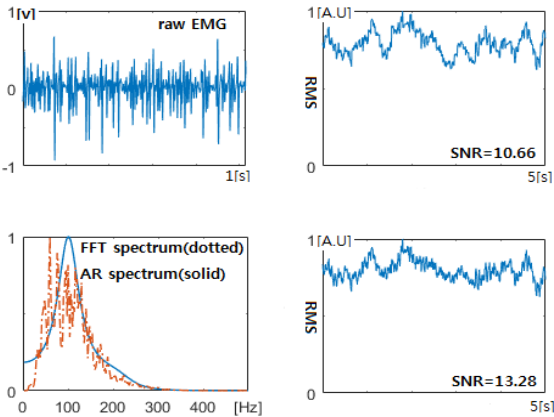 1[v]
raw EMG
0
-1
1[s]
1[A.U]
RMS
SNR=10.66
0
5[s]
1
FFT spectrum(dotted)
AR spectrum(solid)
0
0 100 200 300 400 [Hz]
1[A.U]
RMS
SNR=13.28
0
5[s]